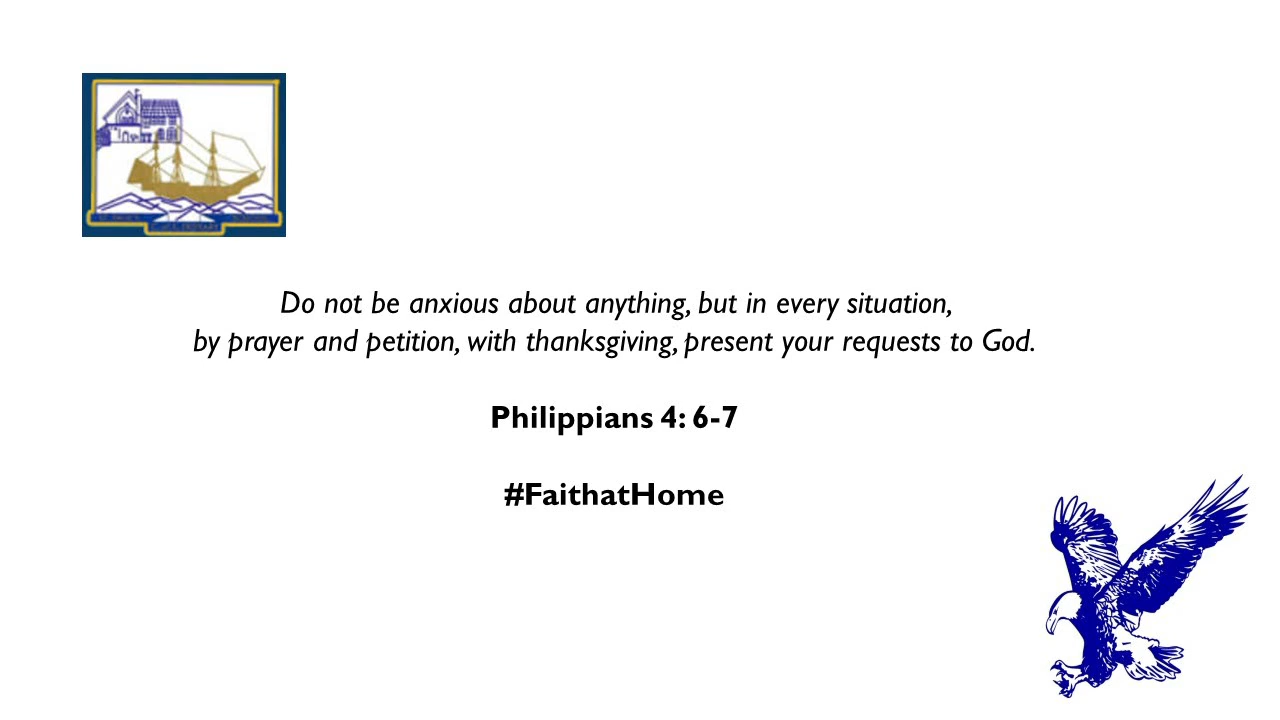 Do not be anxious about anything, but in every situation,
by prayer and petition, with thanksgiving, present your requests to God.
Philippians 4: 6-7
#FaithatHome